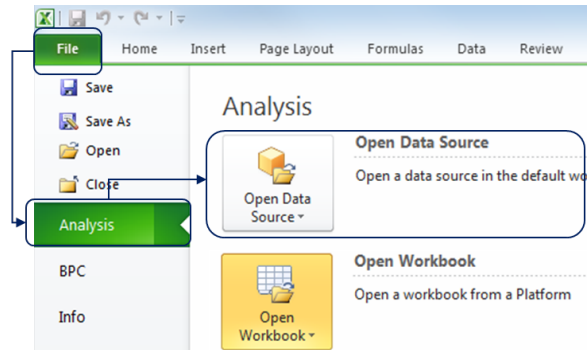 File Home Insert Page Layout Formulas Data Review
Save
Save As
Open
Close
Analysis
BPC
Info
Analysis
Open Data
Source
Open Data Source
Open a data source in the default
Open
Workbook
Open Workbook
Open a workbook from a Platform